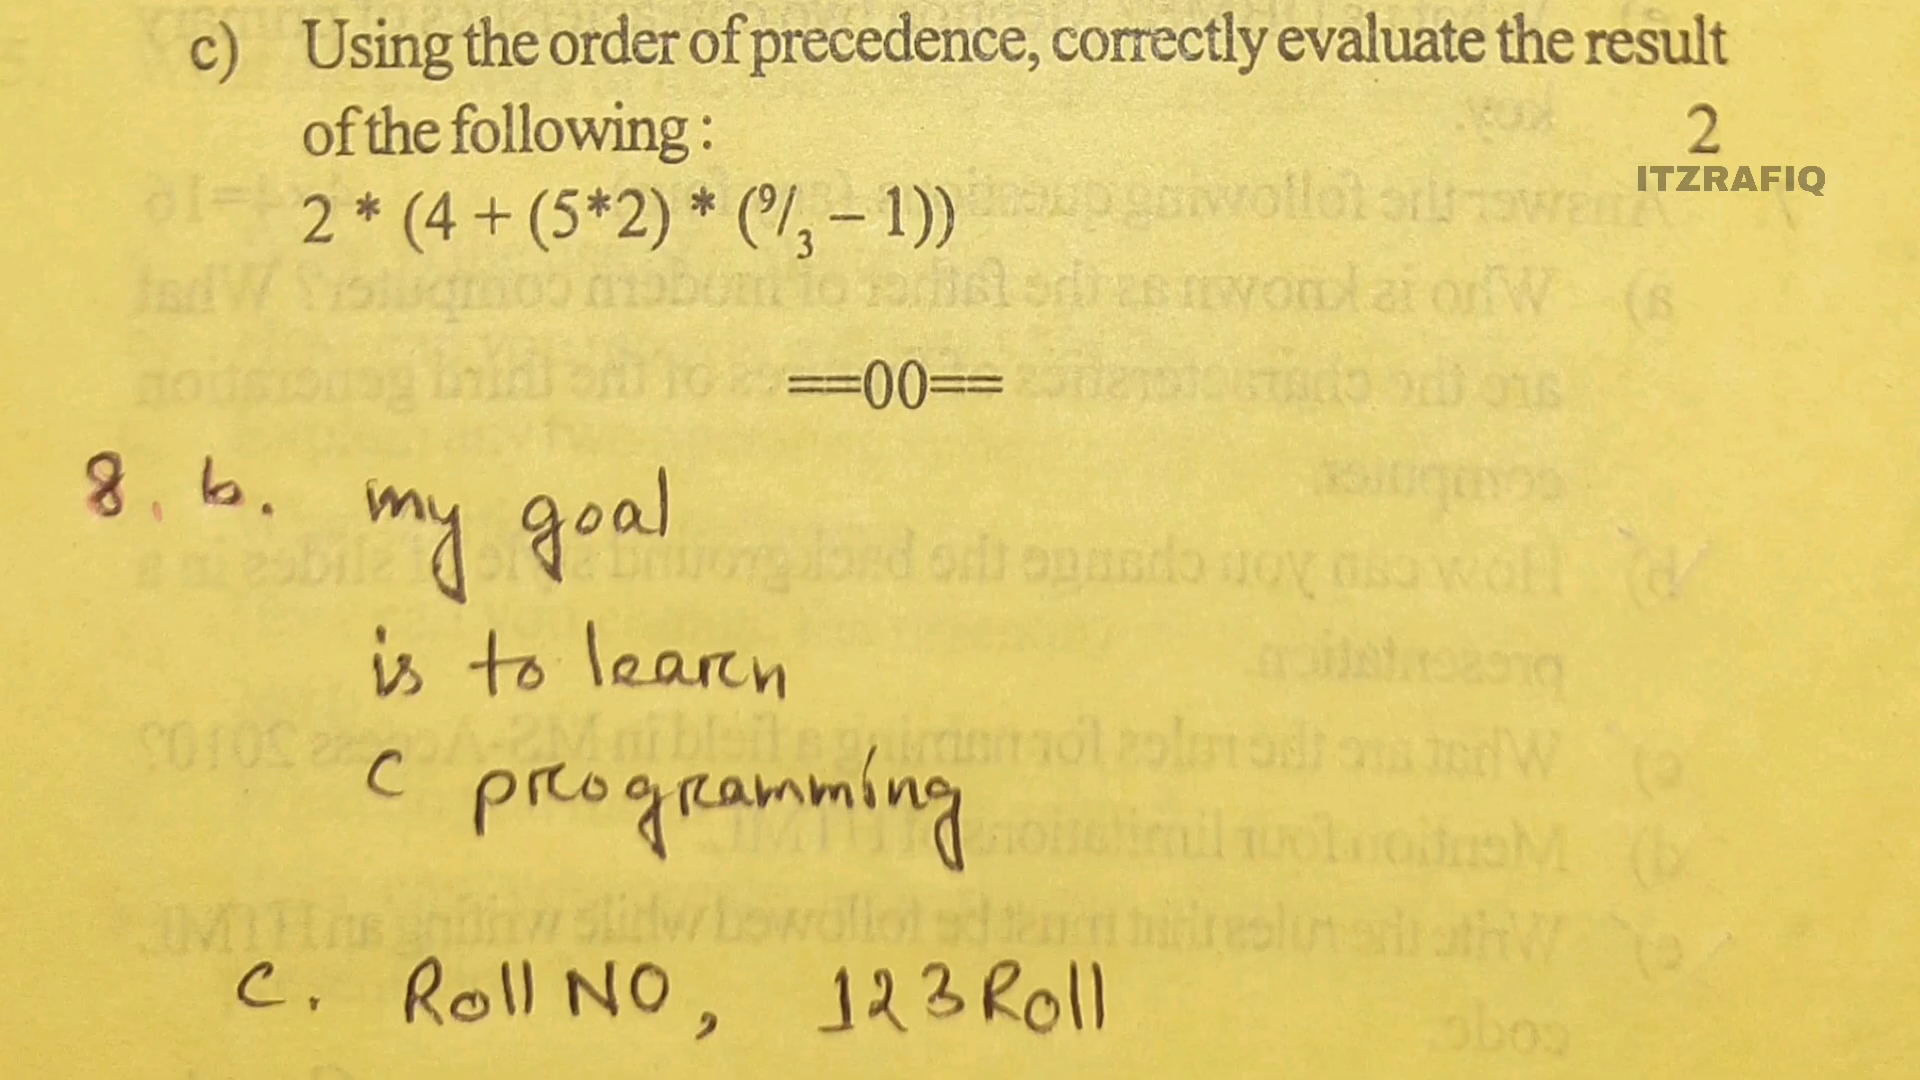 c) Using the order of precedence, correctly evaluate the result
of the following : 2
ITZRAFIQ
2 * (4 + (5*2) * (9/3 – 1))
==00==
8. b. my goal
is to learn
c programming
c. Roll NO, 123Roll